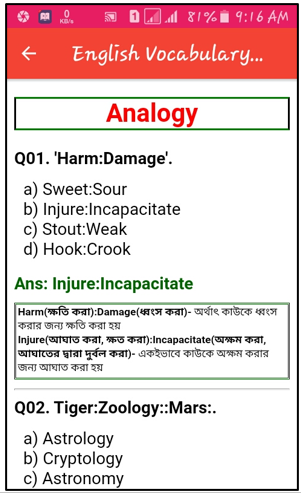 0
KB/s
1
81%
9:16 AM
English Vocabulary...
Analogy
Q01. 'Harm:Damage'.
a) Sweet:Sour
b) Injure:Incapacitate
c) Stout:Weak
d) Hook:Crook
Ans: Injure:Incapacitate
Harm(ক্ষতি করা):Damage(ধ্বংস করা)- অর্থাৎ কাউকে ধ্বংস
করার জন্য ক্ষতি করা হয়
Injure(আঘাত করা, ক্ষত করা):Incapacitate(অক্ষম করা,
আঘাতের দ্বারা দুর্বল করা)- একইভাবে কাউকে অক্ষম করার
জন্য আঘাত করা হয়
Q02. Tiger:Zoology::Mars:.
a) Astrology
b) Cryptology
c) Astronomy